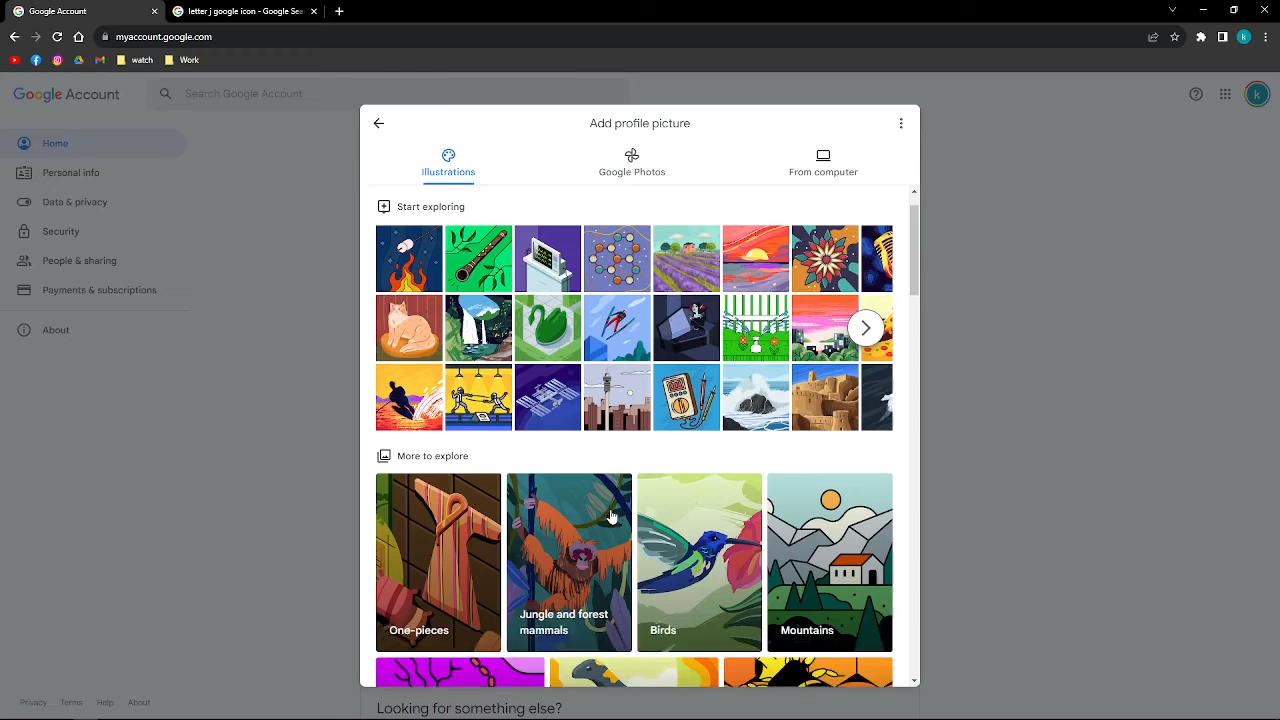 Google Account
letter j google icon - Google Sea
myaccount.google.com
k
watch
Work
Google Account
Search Google Account
k
Home
Personal info
Data & privacy
Security
People & sharing
Payments & subscriptions
About
Add profile picture
Illustrations
Google Photos
From computer
Start exploring
More to explore
One-pieces
Jungle and forest
mammals
Birds
Mountains
Looking for something else?
Privacy
Terms
Help
About